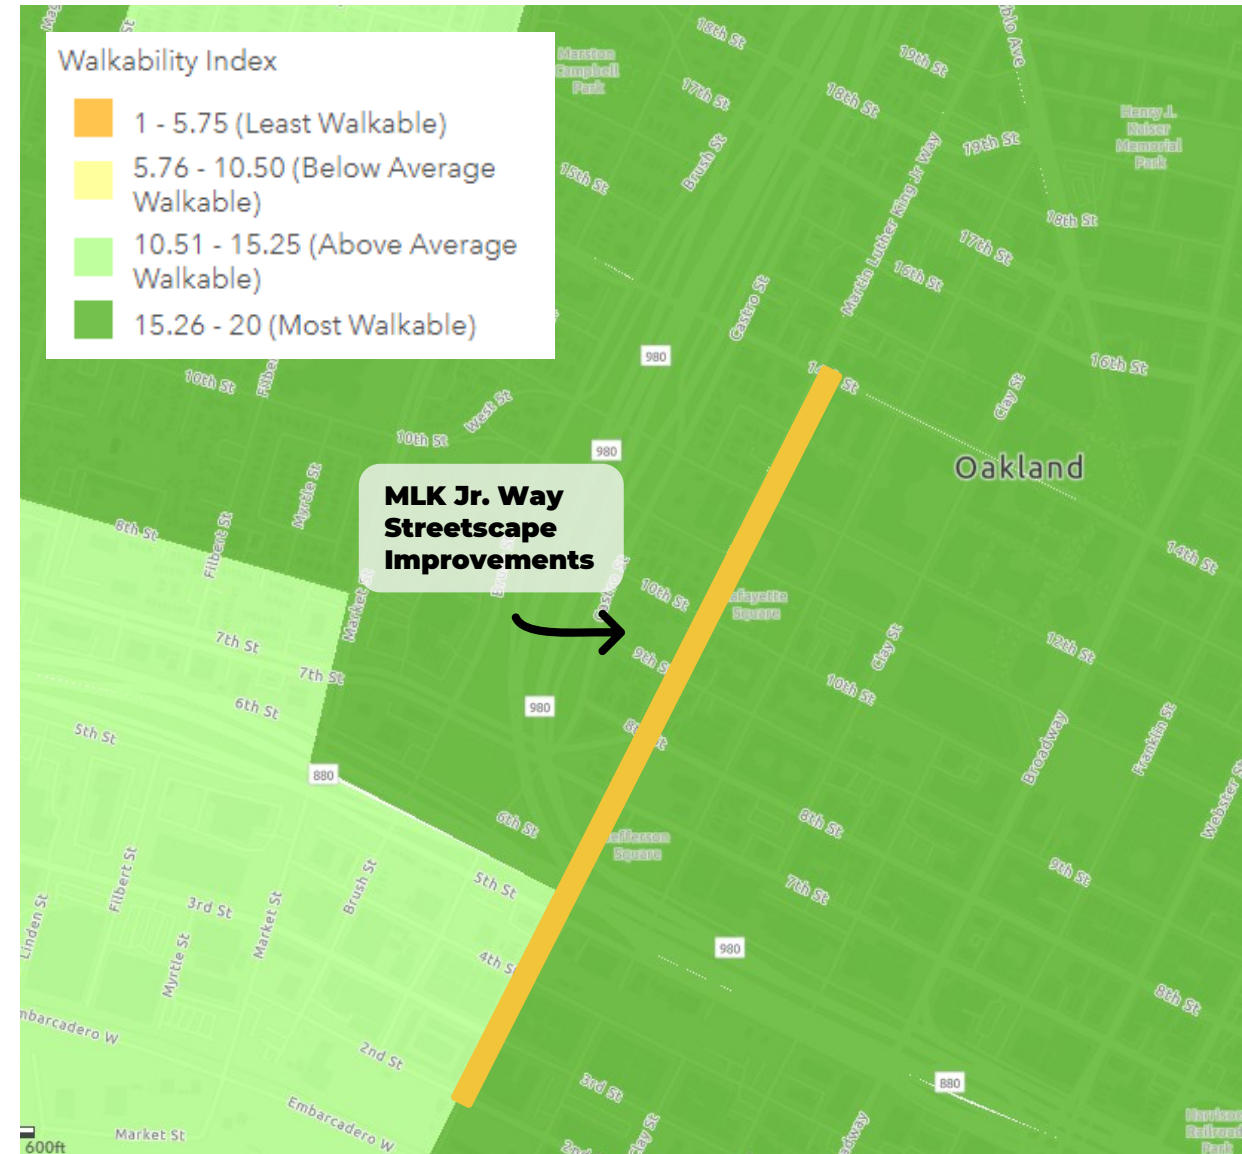 Walkability Index
1 - 5.75 (Least Walkable)
5.76 - 10.50 (Below Average
Walkable)
10.51 - 15.25 (Above Average
Walkable)
15.26 - 20 (Most Walkable)
St
Marston
Campbell
Park
18th St
17th St
19th St
18th St
19th St
Henry J.
Kaiser
Memorial
Park
15th St
Brush St
Martin Luther King Jr Way
18th St
17th St
16th St
Castro St
980
16th St
10th St
West St
Clay St
St
10th St
980
Oakland
Myrtle St
MLK Jr. Way
Streetscape
Improvements
8th St
Filbert St
14th St
10th St
Square
Market St
7th St
9th S
Clay St
12th St
7th St
10th St
6th St
980
5th St
Broadway
Franklin St
880
Webster St
6th St
8th St
Square
9th St
5th St
7th St
Filbert St
Brush St
3rd St
Market St
Linden St
Myrtle St
4th S
980
8th St
mbarcadero W
2nd St
3rd St
880
Embarcadero W
Market St
Park
600ft